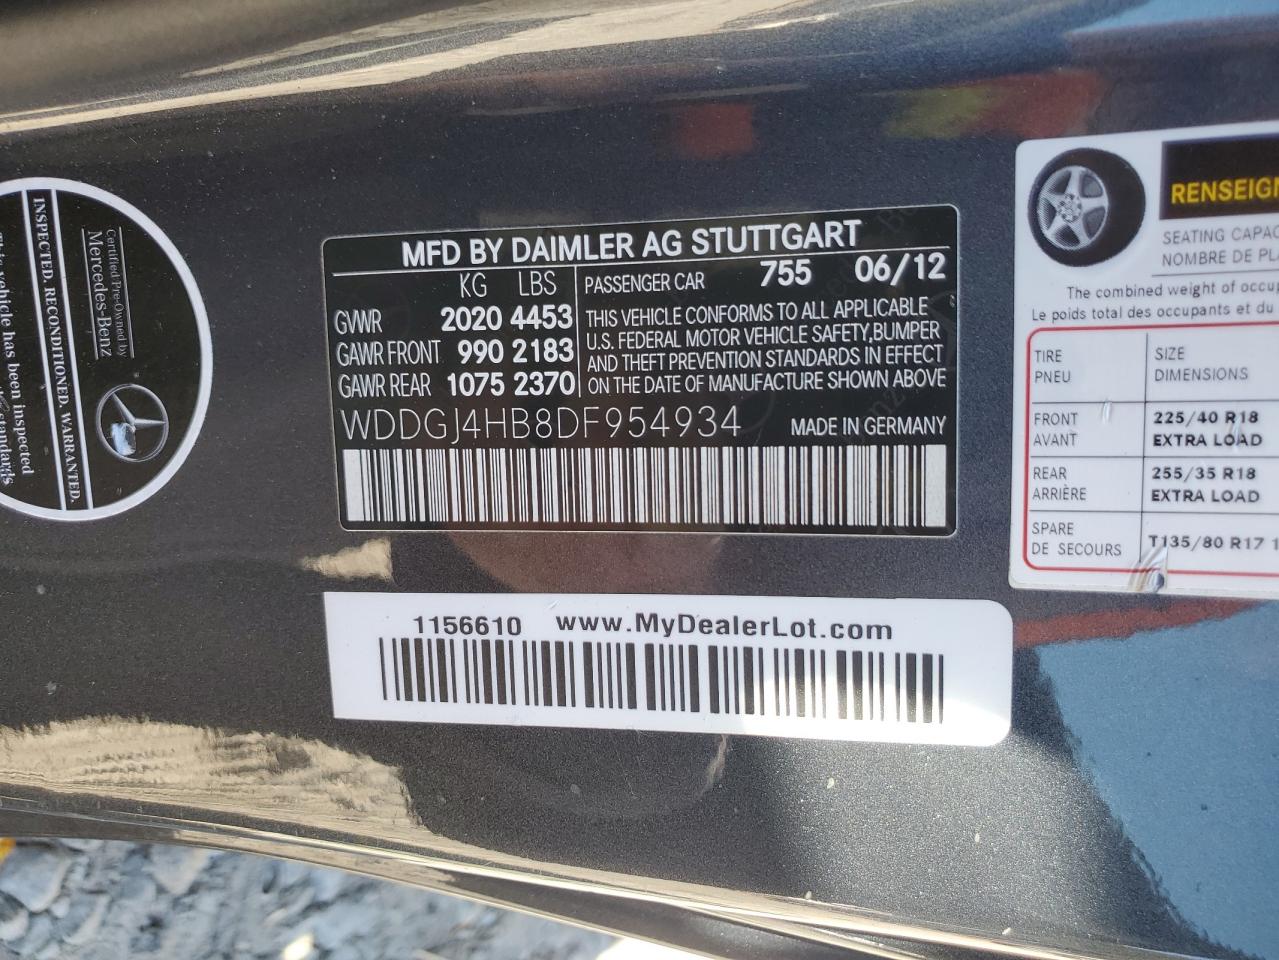 MFD BY DAIMLER AG STUTTGART
KG LBS
GVWR 2020 4453
GAWR FRONT 990 2183
GAWR REAR 1075 2370
PASSENGER CAR 755 06/12
THIS VEHICLE CONFORMS TO ALL APPLICABLE
U.S. FEDERAL MOTOR VEHICLE SAFETY,BUMPER
AND THEFT PREVENTION STANDARDS IN EFFECT
ON THE DATE OF MANUFACTURE SHOWN ABOVE
WDDGJ4HB8DF954934 MADE IN GERMANY
1156610 www.MyDealerLot.com
Certified Pre-Owned by
Mercedes-Benz
INSPECTED. RECONDITIONED. WARRANTED.
This vehicle has been inspected
standards
RENSEIGN
SEATING CAPAC
NOMBRE DE PLA
The combined weight of occup
Le poids total des occupants et du
TIRE SIZE
PNEU DIMENSIONS
FRONT 225/40 R18
AVANT EXTRA LOAD
REAR 255/35 R18
ARRIÈRE EXTRA LOAD
SPARE
DE SECOURS T135/80 R17 1